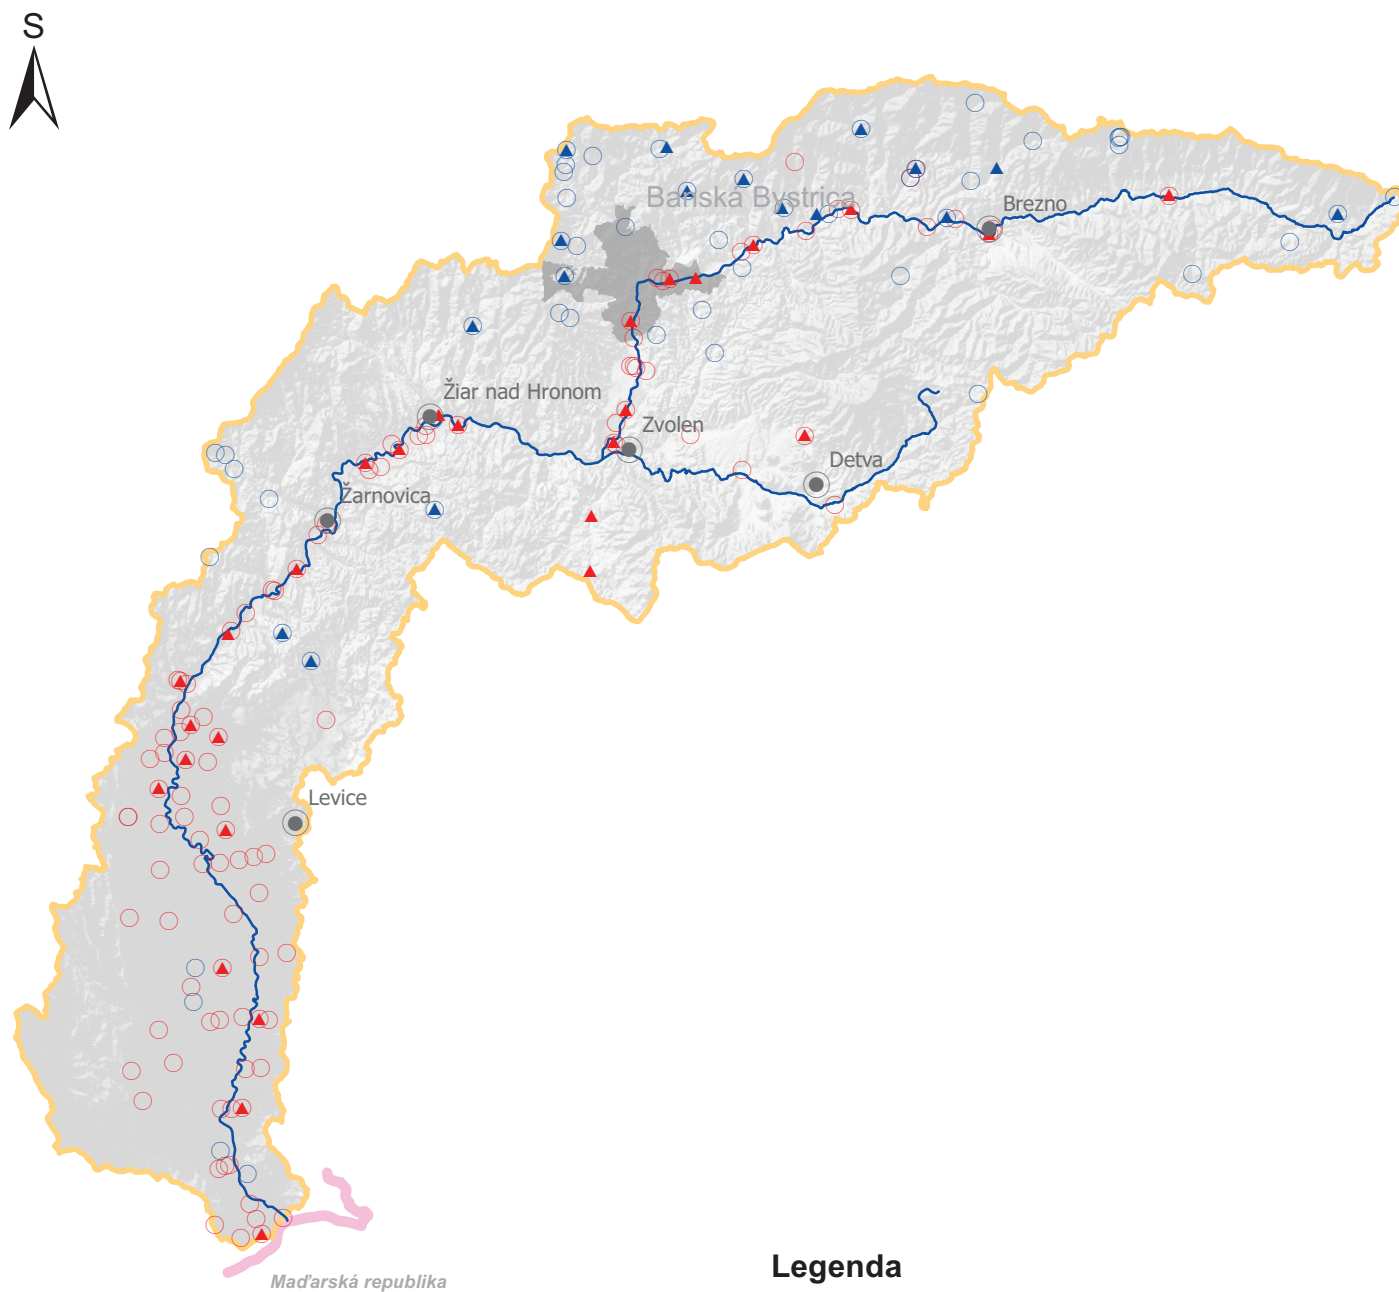 S
Banská Bystrica
Brezno
Žiar nad Hronom
Zvolen
Detva
Žarnovica
Levice
Legenda
Maďarská republika